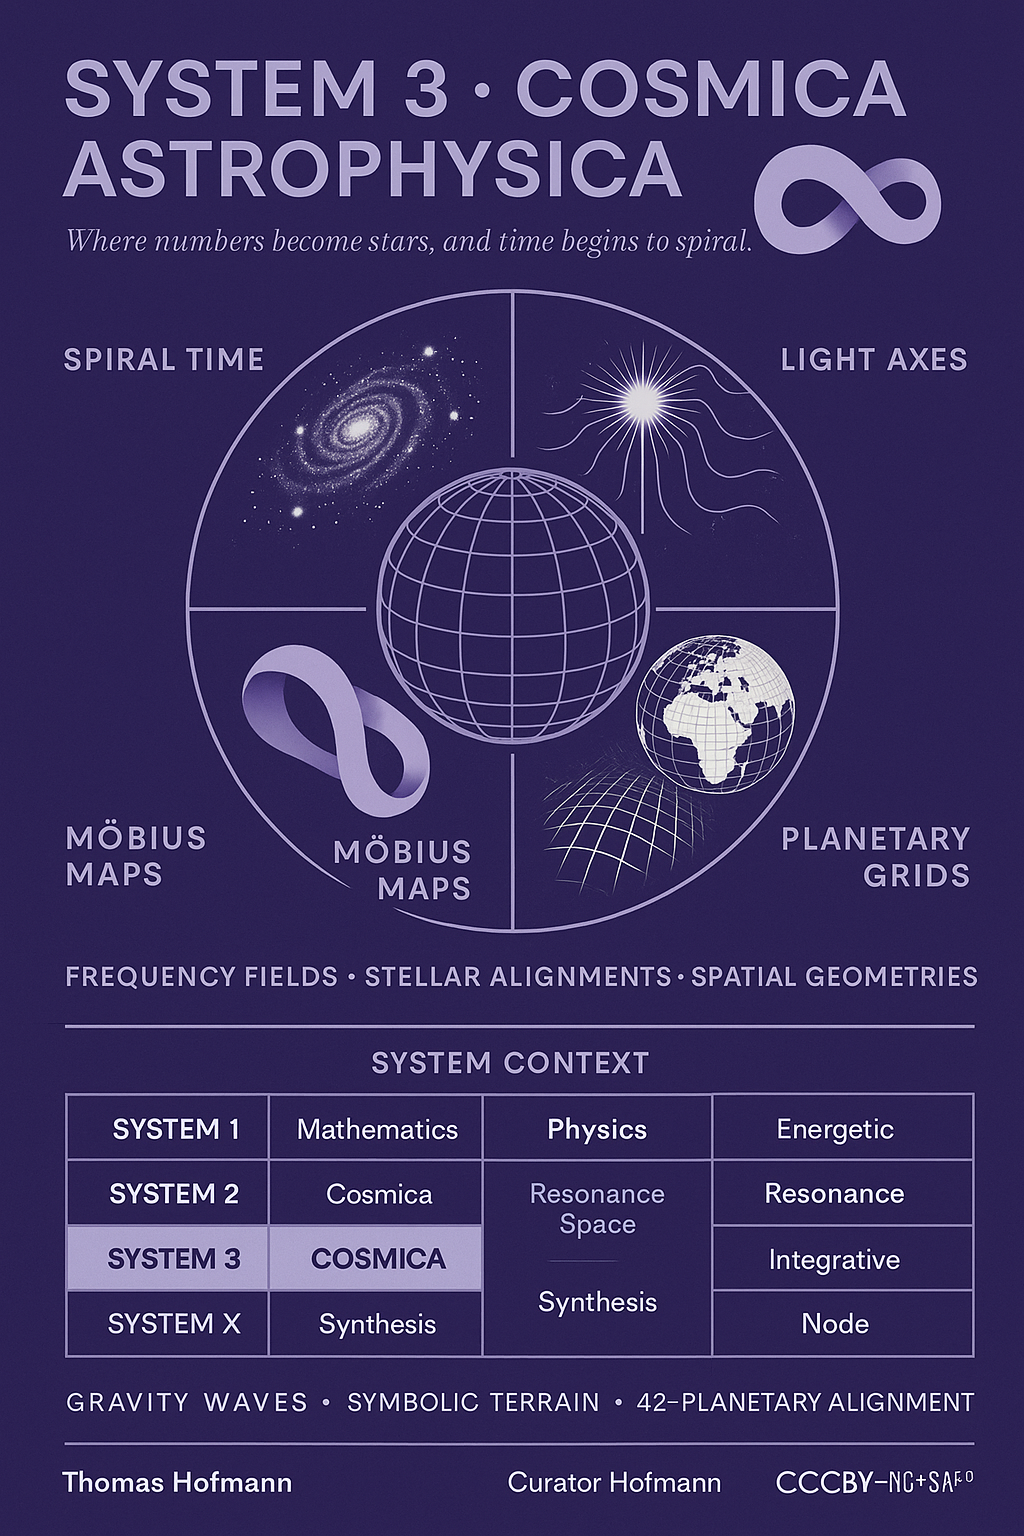 SYSTEM 3 · COSMICA
ASTROPHYSICA
Where numbers become stars, and time begins to spiral.
SPIRAL TIME
LIGHT AXES
MÖBIUS
MAPS
MÖBIUS
MAPS
PLANETARY
GRIDS
FREQUENCY FIELDS • STELLAR ALIGNMENTS • SPATIAL GEOMETRIES
SYSTEM CONTEXT
SYSTEM 1 Mathematics Physics Energetic
SYSTEM 2 Cosmica Resonance Space Resonance
SYSTEM 3 COSMICA Integrative
Synthesis
SYSTEM X Synthesis Node
GRAVITY WAVES • SYMBOLIC TERRAIN • 42–PLANETARY ALIGNMENT
Thomas Hofmann Curator Hofmann CCCBY–NC+SA